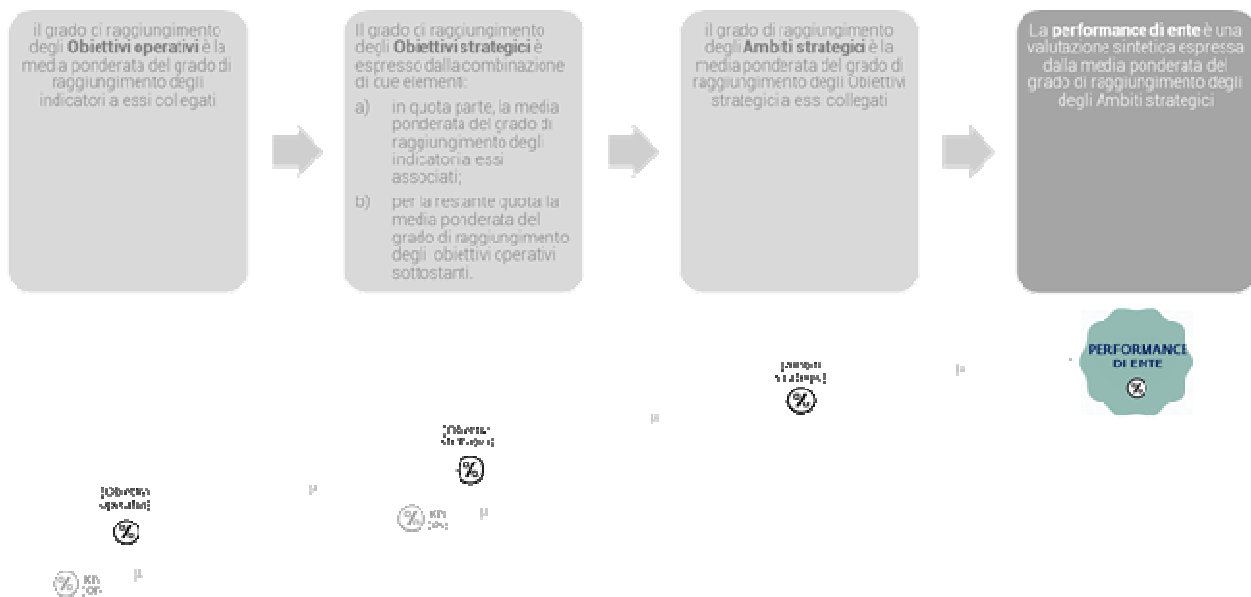 il grado di raggiungimento
degli Obiettivi operativi è la
media ponderata del grado di
raggiungimento degli
indicatori a essi collegati
Il grado di raggiungimento
degli Obiettivi strategici è
espresso dalla combinazione
di due elementi:
a) in quota parte, la media
ponderata del grado di
raggiungimento degli
indicatori a essi
associati;
b) per la restante quota la
media ponderata del
grado di raggiungimento
degli obiettivi operativi
sottostanti.
il grado di raggiungimento
degli Ambiti strategici è la
media ponderata del grado di
raggiungimento degli Obiettivi
strategici a essi collegati
La performance di ente è una
valutazione sintetica espressa
dalla media ponderata del
grado di raggiungimento degli
degli Ambiti strategici
PERFORMANCE
DI ENTE
%
%
μ
μ
%
μ
%
μ
%
μ
%
μ